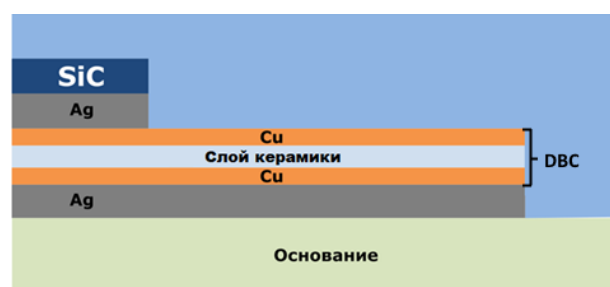 SiC
Ag
Cu
Слой керамики
Cu
DBC
Ag
Основание